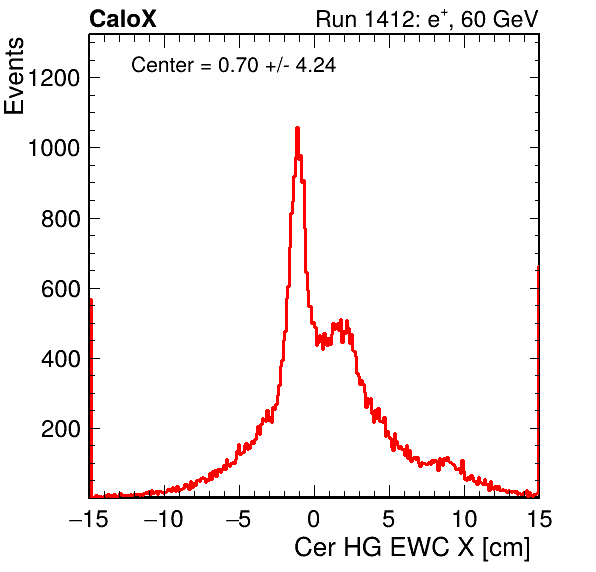 CaloX
Run 1412: e+, 60 GeV
Center = 0.70 +/- 4.24
Events
1200
1000
800
600
400
200
−15 −10 −5 0 5 10 15
Cer HG EWC X [cm]